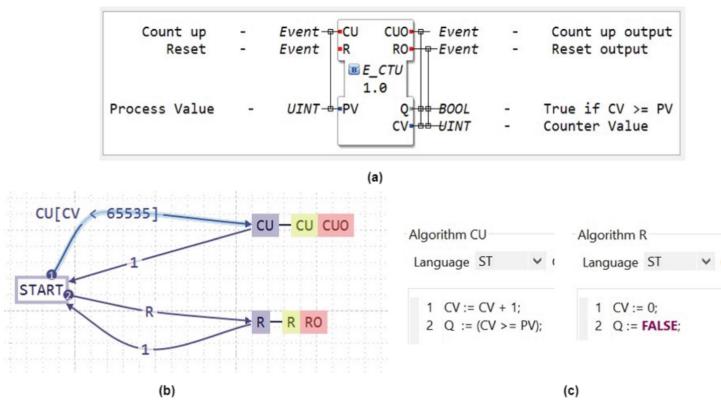 Count up - Event CU CUO Event - Count up output
Reset - Event R RO Event - Reset output
E_CTU
1.0
Process Value - UINT PV Q BOOL - True if CV >= PV
CV UINT - Counter Value
(a)
CU[CV < 65535]
CU CU CUO
1
1
START
2
R
R R RO
1
(b)
Algorithm CU
Language ST
1 CV := CV + 1;
2 Q := (CV >= PV);
Algorithm R
Language ST
1 CV := 0;
2 Q := FALSE;
(c)